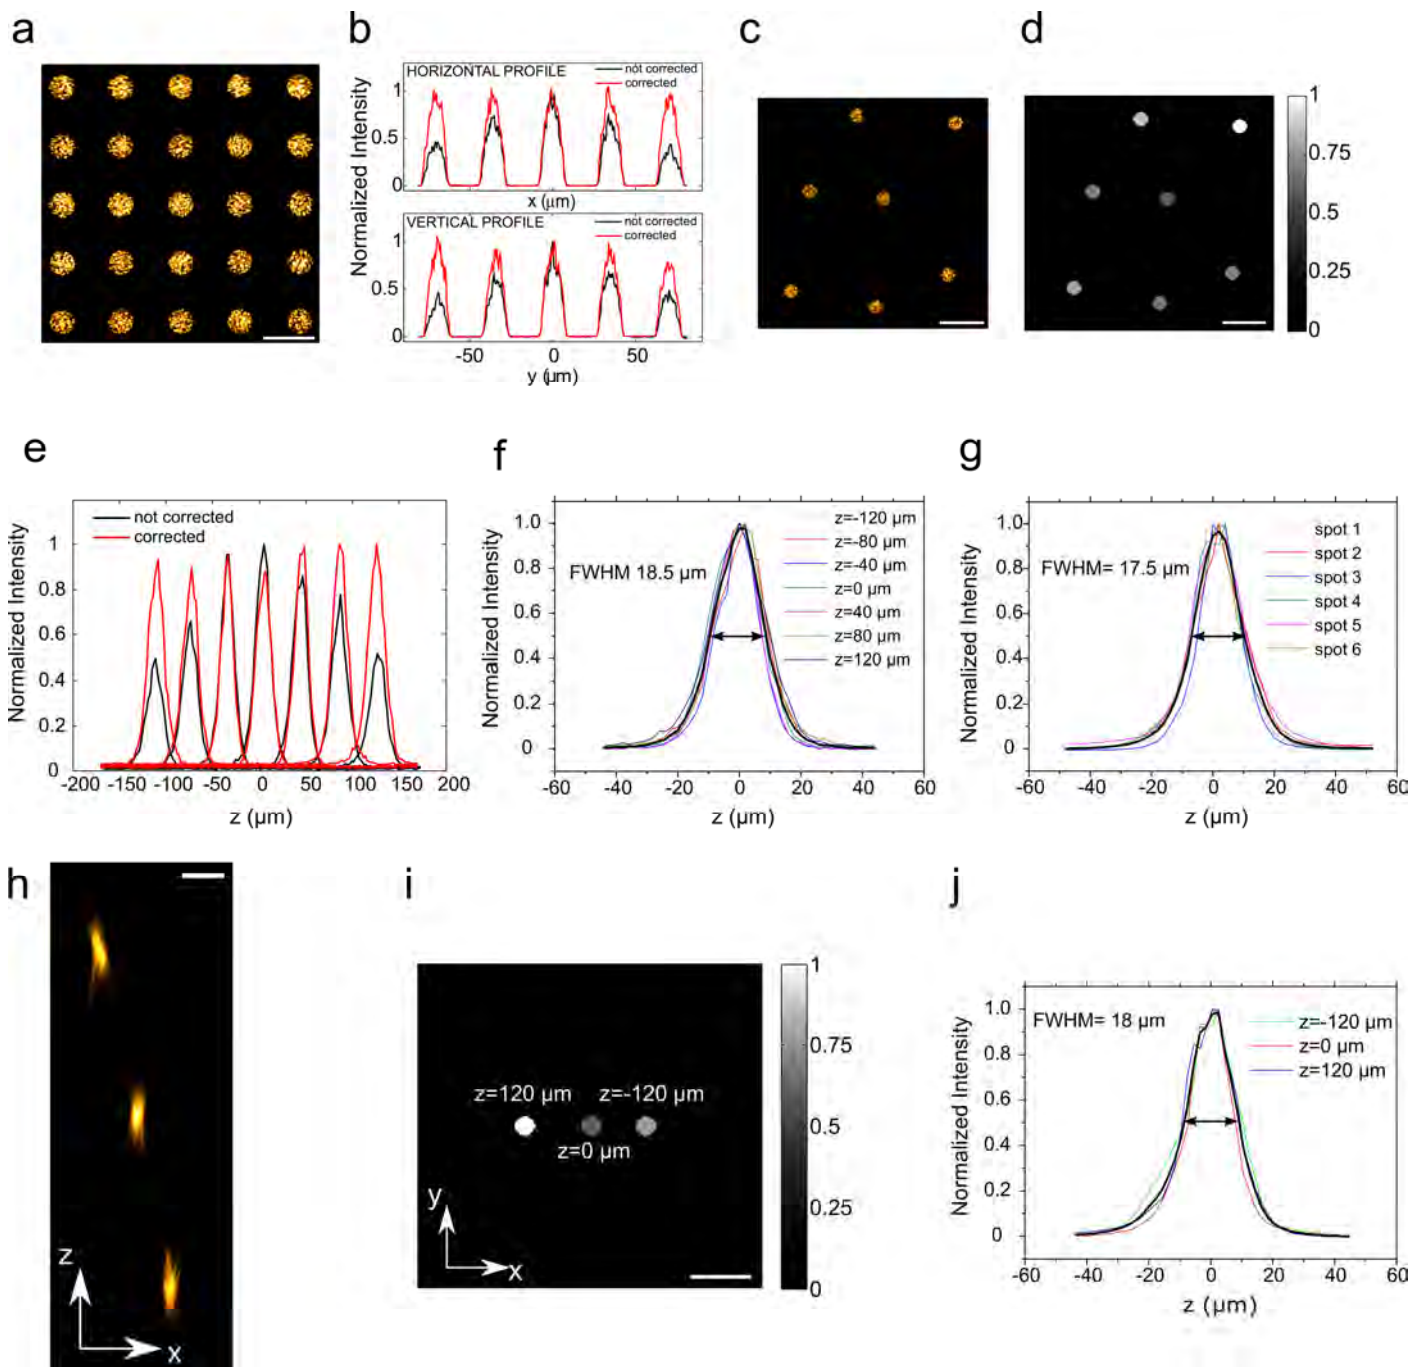 a
b
c
d
HORIZONTAL PROFILE
not corrected
corrected
1
0.5
0
x (µm)
VERTICAL PROFILE
not corrected
corrected
1
0.5
0
-50
0
50
y (µm)
Normalized Intensity
1
0.75
0.5
0.25
0
e
f
g
not corrected
corrected
1
0.8
0.6
0.4
0.2
0
-200
-150
-100
-50
0
50
100
150
200
z (µm)
Normalized Intensity
FWHM 18.5 µm
z=-120 µm
z=-80 µm
z=-40 µm
z=0 µm
z=40 µm
z=80 µm
z=120 µm
1.0
0.8
0.6
0.4
0.2
0
-60
-40
-20
0
20
40
60
z (µm)
Normalized Intensity
FWHM= 17.5 µm
spot 1
spot 2
spot 3
spot 4
spot 5
spot 6
1.0
0.8
0.6
0.4
0.2
0
-60
-40
-20
0
20
40
60
z (µm)
Normalized Intensity
h
i
j
z
x
z=120 µm z=-120 µm
z=0 µm
y
x
1
0.75
0.5
0.25
0
FWHM= 18 µm
z=-120 µm
z=0 µm
z=120 µm
1.0
0.8
0.6
0.4
0.2
0
-60
-40
-20
0
20
40
60
z (µm)
Normalized Intensity